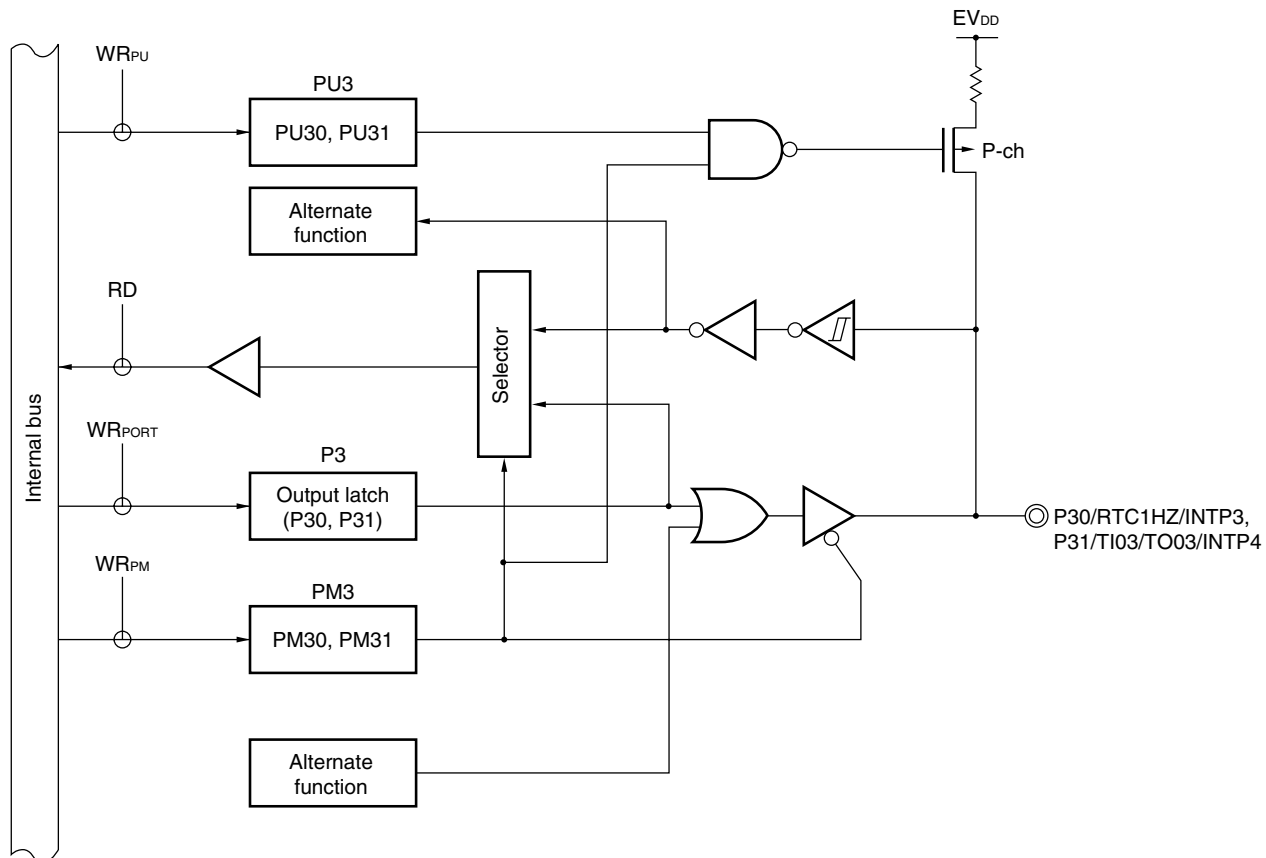 EVDD
WRPU
PU3
PU30, PU31
P-ch
Alternate
function
RD
Selector
Internal bus
WRPORT
P3
Output latch
(P30, P31)
P30/RTC1HZ/INTP3,
P31/TI03/TO03/INTP4
WRPM
PM3
PM30, PM31
Alternate
function